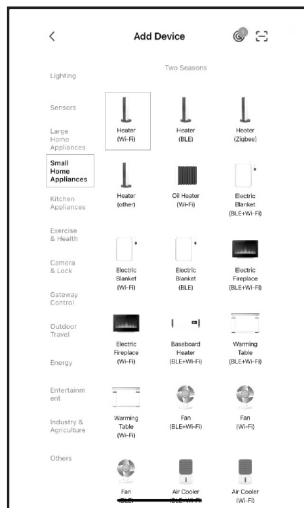 Add Device
Lighting
Sensors
Large
Home
Appliances
Small
Home
Appliances
Kitchen
Appliances
Exercise
& Health
Camera
& Lock
Gateway
Control
Outdoor
Travel
Energy
Entertainm
ent
Industry &
Agriculture
Others
Two Seasons
Heater
(Wi-Fi)
Heater
(BLE)
Heater
(Zigbee)
Heater
(other)
Oil Heater
(Wi-Fi)
Electric
Blanket
(BLE+Wi-Fi)
Electric
Blanket
(Wi-Fi)
Electric
Blanket
(BLE)
Electric
Fireplace
(BLE+Wi-Fi)
Electric
Fireplace
(Wi-Fi)
Baseboard
Heater
(BLE+Wi-Fi)
Warming
Table
(BLE+Wi-Fi)
Warming
Table
(Wi-Fi)
Fan
(BLE+Wi-Fi)
Fan
(Wi-Fi)
Fan
(BLE)
Air Cooler
(BLE+Wi-Fi)
Air Cooler
(Wi-Fi)